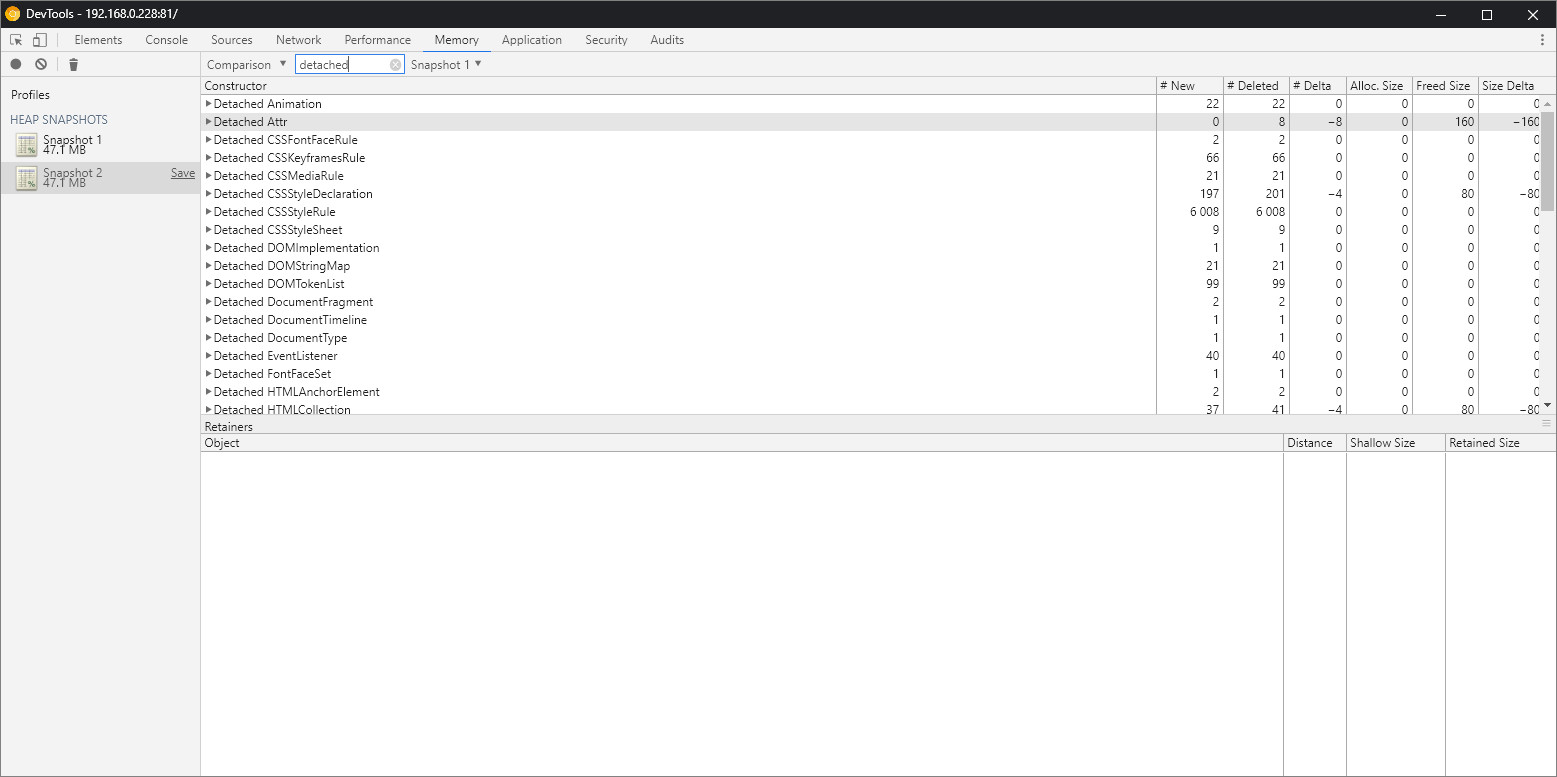 DevTools - 192.168.0.228:81/
Elements Console Sources Network Performance Memory Application Security Audits
Comparison ▼ detached Snapshot 1 ▼
Profiles
HEAP SNAPSHOTS
Snapshot 1
47.1 MB
Snapshot 2 Save
47.1 MB
Constructor # New # Deleted # Delta Alloc. Size Freed Size Size Delta
Detached Animation 22 22 0 0 0 0
Detached Attr 0 8 −8 0 160 −160
Detached CSSFontFaceRule 2 2 0 0 0 0
Detached CSSKeyframesRule 66 66 0 0 0 0
Detached CSSMediaRule 21 21 0 0 0 0
Detached CSSStyleDeclaration 197 201 −4 0 80 −80
Detached CSSStyleRule 6 008 6 008 0 0 0 0
Detached CSSStyleSheet 9 9 0 0 0 0
Detached DOMImplementation 1 1 0 0 0 0
Detached DOMStringMap 21 21 0 0 0 0
Detached DOMTokenList 99 99 0 0 0 0
Detached DocumentFragment 2 2 0 0 0 0
Detached DocumentTimeline 1 1 0 0 0 0
Detached DocumentType 1 1 0 0 0 0
Detached EventListener 40 40 0 0 0 0
Detached FontFaceSet 1 1 0 0 0 0
Detached HTMLAnchorElement 2 2 0 0 0 0
Detached HTMLCollection 37 41 −4 0 80 −80
Retainers
Object Distance Shallow Size Retained Size